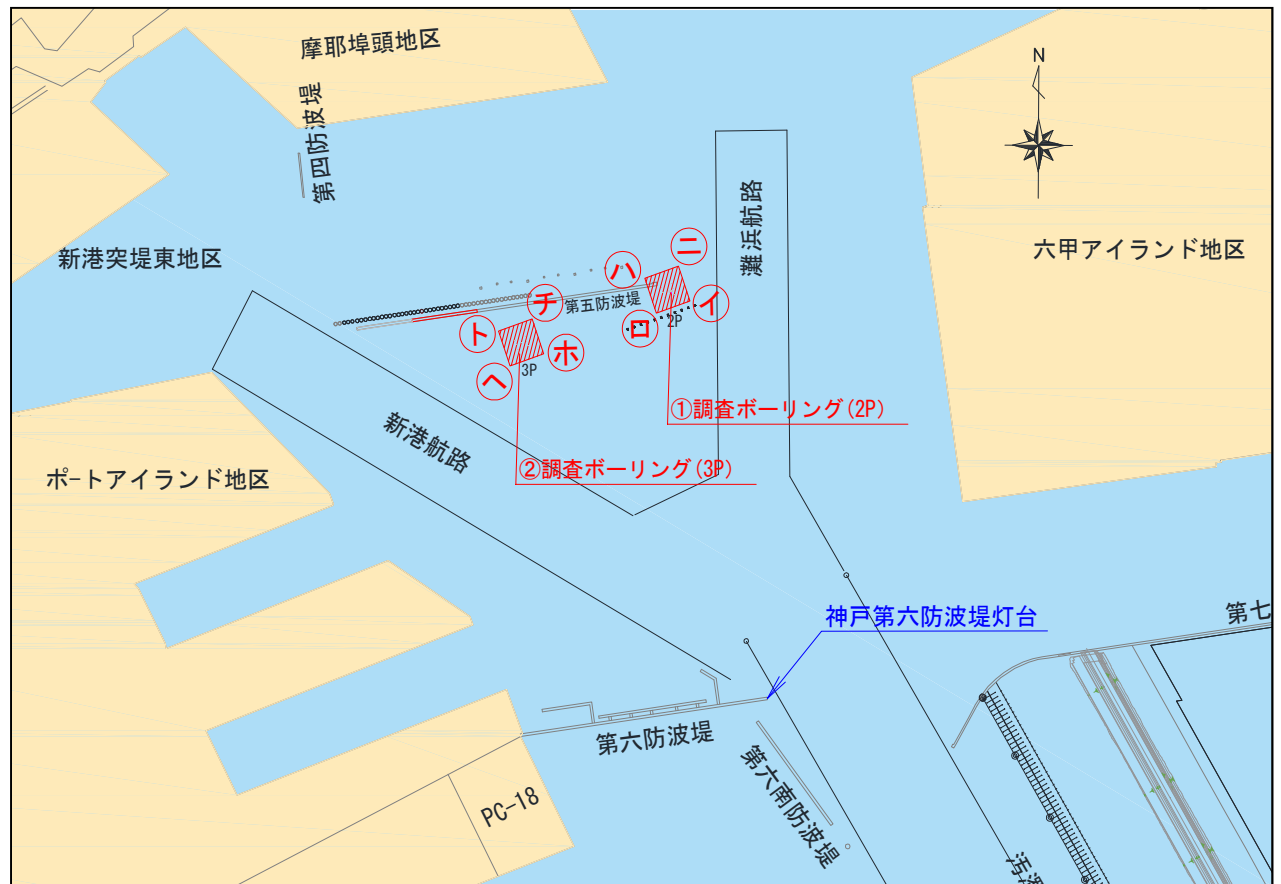 摩耶埠頭地区
第四防波堤
N
新港突堤東地区
灘浜航路
六甲アイランド地区
ニ
ハ
イ
ロ
2P
第五防波堤
チ
ト
ホ
ヘ
3P
①調査ボーリング(2P)
②調査ボーリング(3P)
新港航路
ポートアイランド地区
神戸第六防波堤灯台
第七
第六防波堤
第六南防波堤
PC-18